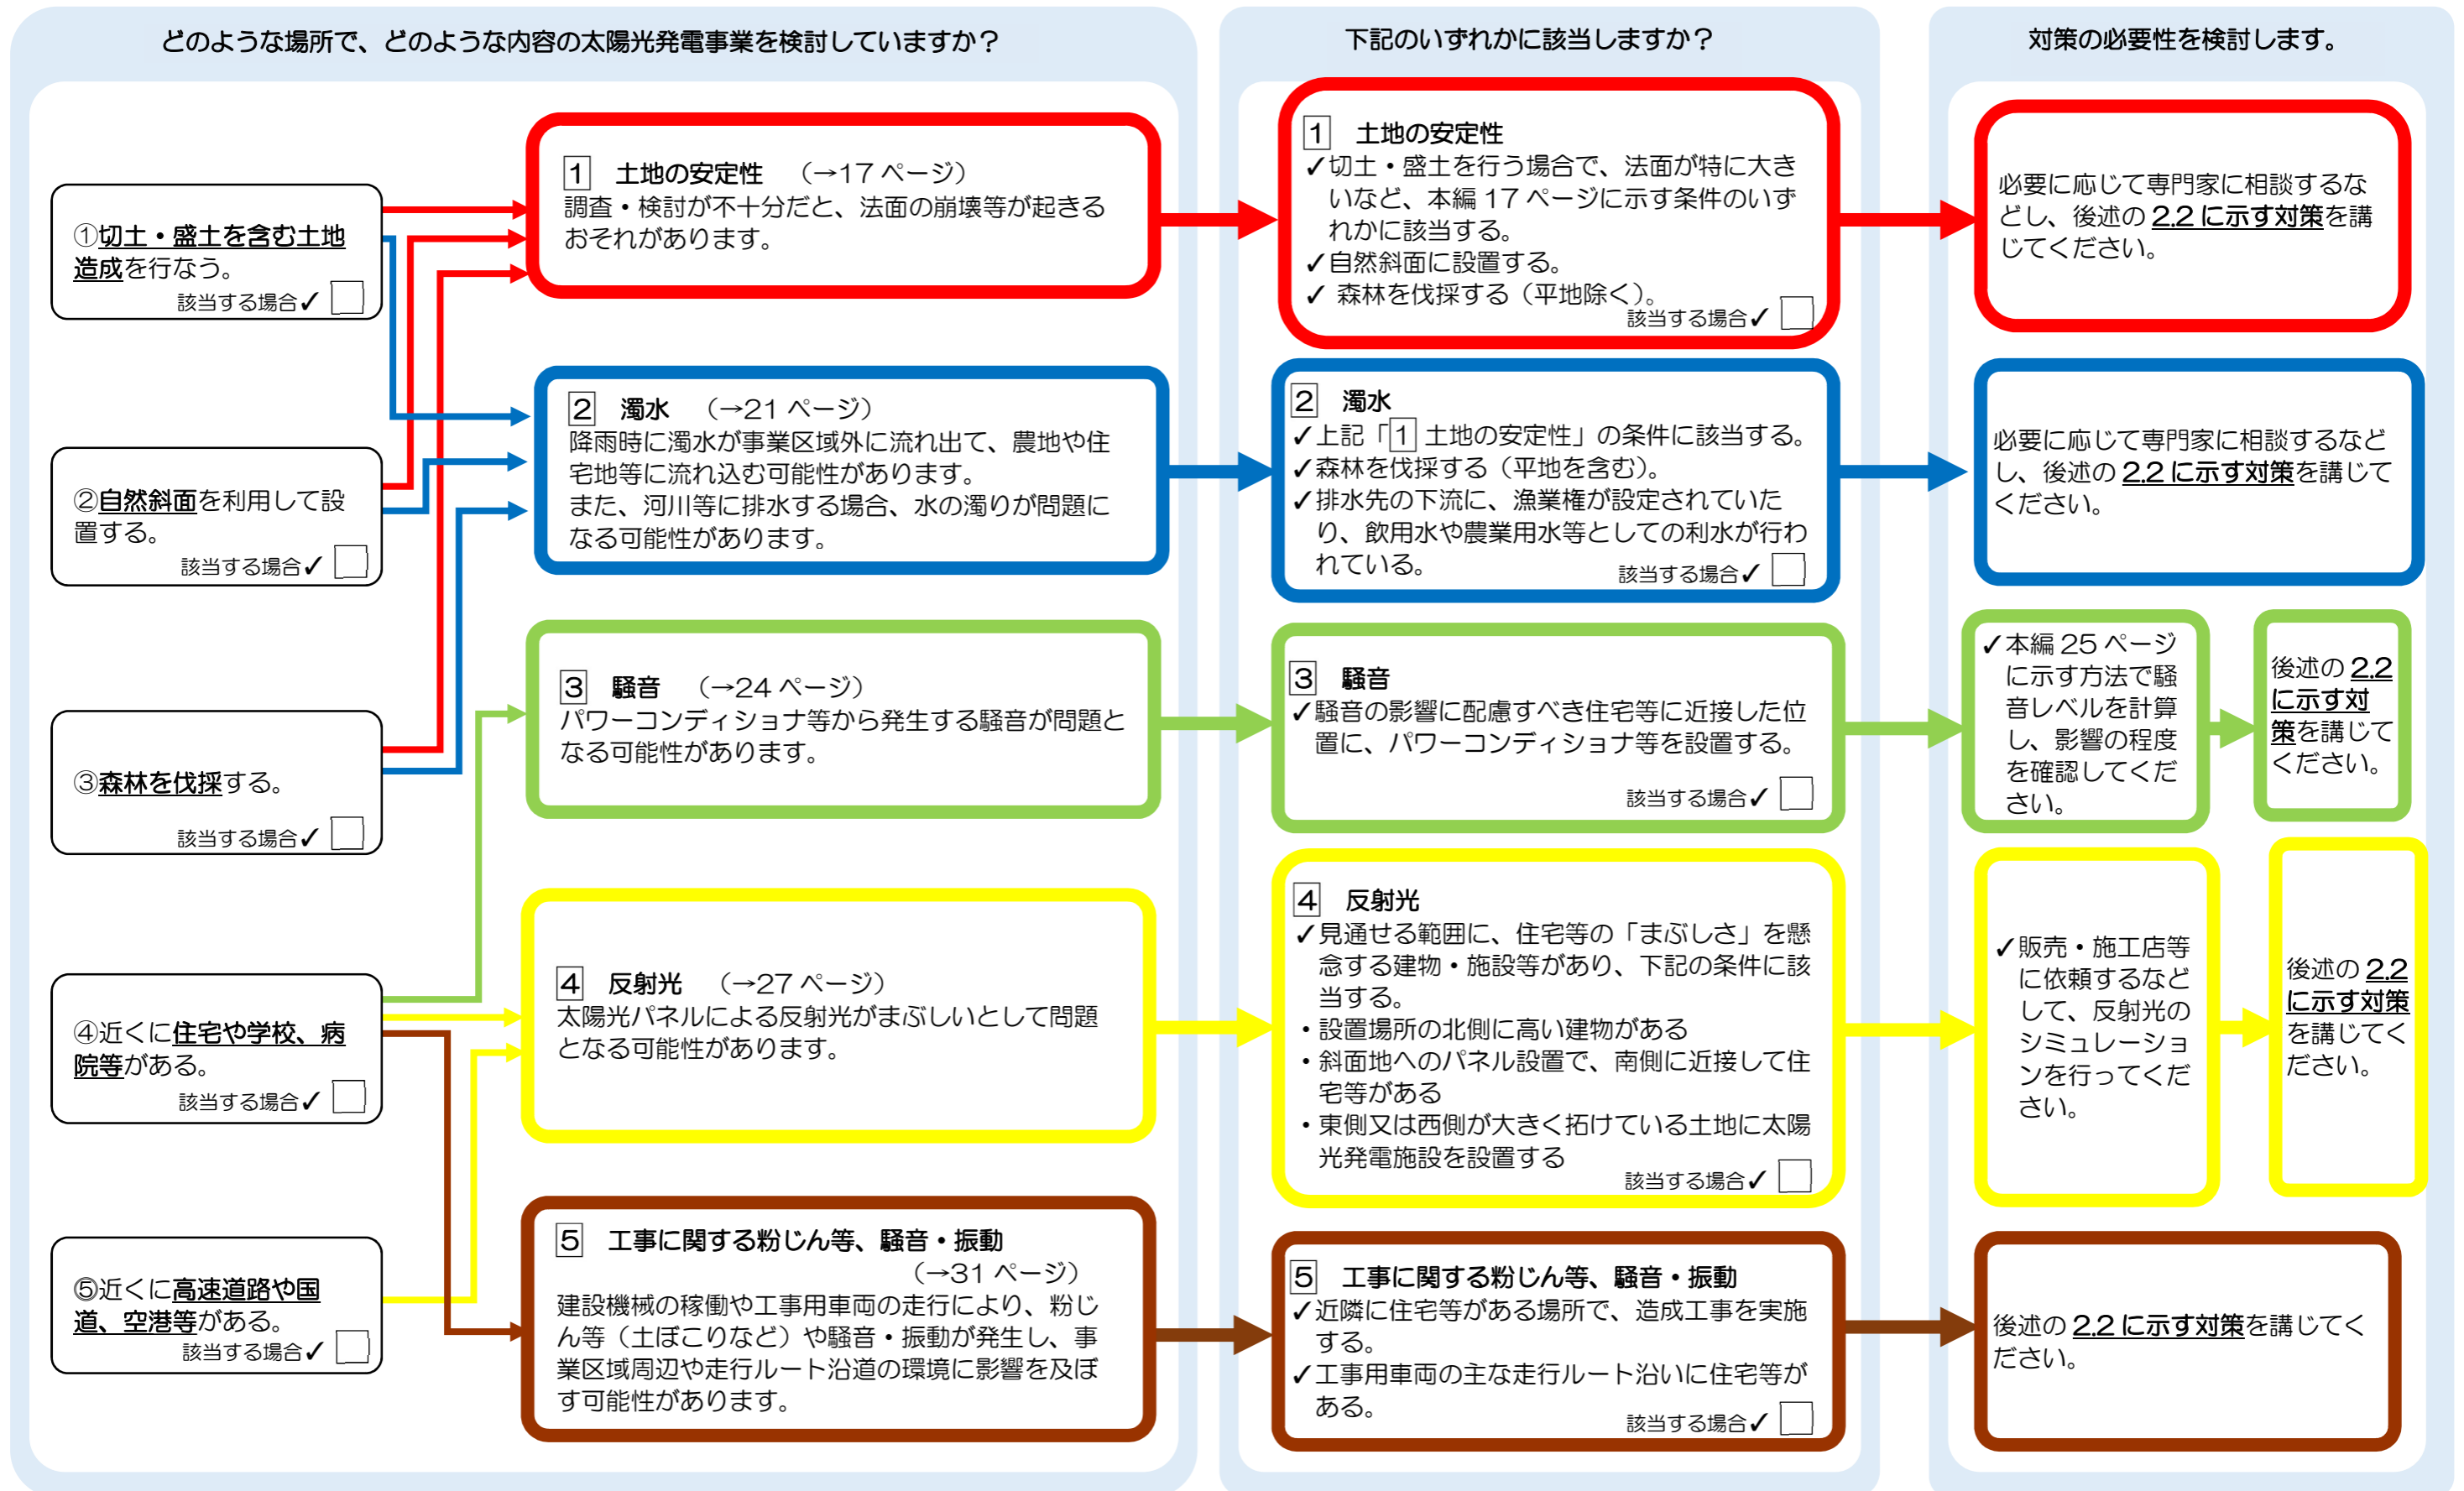 どのような場所で、どのような内容の太陽光発電事業を検討していますか？
①切土・盛土を含む土地
造成を行なう。
該当する場合✓
②自然斜面を利用して設
置する。
該当する場合✓
③森林を伐採する。
該当する場合✓
④近くに住宅や学校、病
院等がある。
該当する場合✓
⑤近くに高速道路や国
道、空港等がある。
該当する場合✓
1 土地の安定性 （→17 ページ）
調査・検討が不十分だと、法面の崩壊等が起きる
おそれがあります。
2 濁水 （→21 ページ）
降雨時に濁水が事業区域外に流れ出て、農地や住
宅地等に流れ込む可能性があります。
また、河川等に排水する場合、水の濁りが問題に
なる可能性があります。
3 騒音 （→24 ページ）
パワーコンディショナ等から発生する騒音が問題と
なる可能性があります。
4 反射光 （→27 ページ）
太陽光パネルによる反射光がまぶしいとして問題
となる可能性があります。
5 工事に関する粉じん等、騒音・振動
（→31 ページ）
建設機械の稼働や工事用車両の走行により、粉じ
ん等（土ぼこりなど）や騒音・振動が発生し、事
業区域周辺や走行ルート沿道の環境に影響を及ぼ
す可能性があります。
下記のいずれかに該当しますか？
1 土地の安定性
✓切土・盛土を行う場合で、法面が特に大き
いなど、本編 17 ページに示す条件のいず
れかに該当する。
✓自然斜面に設置する。
✓ 森林を伐採する（平地除く）。
該当する場合✓
2 濁水
✓上記「1 土地の安定性」の条件に該当する。
✓森林を伐採する（平地を含む）。
✓排水先の下流に、漁業権が設定されていた
り、飲用水や農業用水等としての利水が行わ
れている。
該当する場合✓
3 騒音
✓騒音の影響に配慮すべき住宅等に近接した位
置に、パワーコンディショナ等を設置する。
該当する場合✓
4 反射光
✓見通せる範囲に、住宅等の「まぶしさ」を懸
念する建物・施設等があり、下記の条件に該
当する。
・設置場所の北側に高い建物がある
・斜面地へのパネル設置で、南側に近接して住
宅等がある
・東側又は西側が大きく拓けている土地に太陽
光発電施設を設置する
該当する場合✓
5 工事に関する粉じん等、騒音・振動
✓近隣に住宅等がある場所で、造成工事を実施
する。
✓工事用車両の主な走行ルート沿いに住宅等が
ある。
該当する場合✓
対策の必要性を検討します。
必要に応じて専門家に相談するな
どし、後述の 2.2 に示す対策を講
じてください。
必要に応じて専門家に相談するなど
し、後述の 2.2 に示す対策を講じて
ください。
✓本編 25 ページ
に示す方法で騒
音レベルを計算
し、影響の程度
を確認してくだ
さい。
後述の 2.2
に示す対
策を講じて
ください。
✓販売・施工店等
に依頼するなど
して、反射光の
シミュレーショ
ンを行ってくだ
さい。
後述の 2.2
に示す対策
を講じてく
ださい。
後述の 2.2 に示す対策を講じてく
ださい。